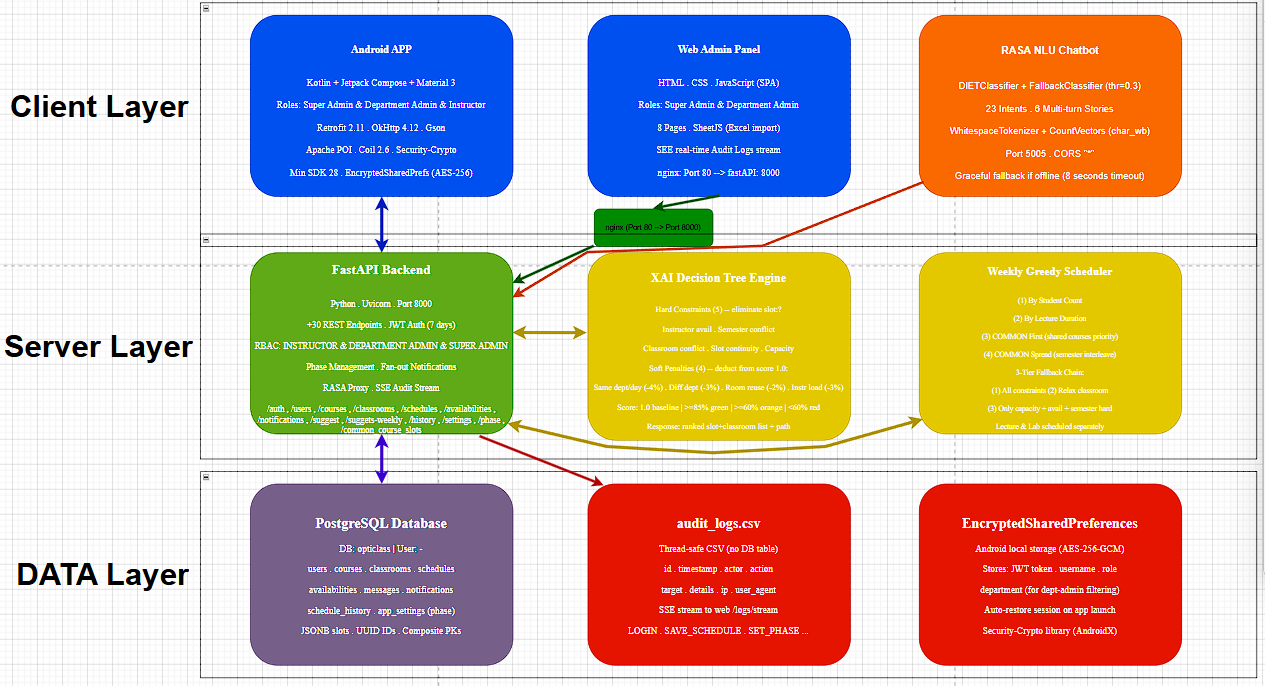 Client Layer
Android APP
Kotlin + Jetpack Compose + Material 3
Roles: Super Admin & Department Admin & Instructor
Retrofit 2.11 . OkHttp 4.12 . Gson
Apache POI . Coil 2.6 . Security-Crypto
Min SDK 28 . EncryptedSharedPrefs (AES-256)
Web Admin Panel
HTML . CSS . JavaScript (SPA)
Roles: Super Admin & Department Admin
8 Pages . SheetJS (Excel import)
SEE real-time Audit Logs stream
nginx: Port 80 --> fastAPI: 8000
RASA NLU Chatbot
DIETClassifier + FallbackClassifier (thr=0.3)
23 Intents . 6 Multi-turn Stories
WhitespaceTokenizer + CountVectors (char_wb)
Port 5005 . CORS "*"
Graceful fallback if offline (8 seconds timeout)
nginx (Port 80 --> Port 8000)
Server Layer
FastAPI Backend
Python . Uvicorn . Port 8000
+30 REST Endpoints . JWT Auth (7 days)
RBAC: INSTRUCTOR & DEPARTMENT ADMIN & SUPER ADMIN
Phase Management . Fan-out Notifications
RASA Proxy . SSE Audit Stream
/auth , /users , /courses , /classrooms , /schedules , /availabilities ,
/notifications , /suggest , /suggets-weekly , /history , /settings , /phase ,
/common_course_slots
XAI Decision Tree Engine
Hard Constraints (5) -- eliminate slot:?
Instructor avail . Semester conflict
Classroom conflict . Slot continuity . Capacity
Soft Penalties (4) -- deduct from score 1.0:
Same dept/day (-4%) . Diff dept (-3%) . Room reuse (-2%) . Instr load (-3%)
Score: 1.0 baseline | >=85% green | >=60% orange | <60% red
Response: ranked slot+classroom list + path
Weekly Greedy Scheduler
(1) By Student Count
(2) By Lecture Duration
(3) COMMON First (shared courses priority)
(4) COMMON Spread (semester interleave)
3-Tier Fallback Chain:
(1) All constraints (2) Relax classroom
(3) Only capacity + avail + semester hard
Lecture & Lab scheduled separately
DATA Layer
PostgreSQL Database
DB: opticlass | User: -
users . courses . classrooms . schedules
availabilities . messages . notifications
schedule_history . app_settings (phase)
JSONB slots . UUID IDs . Composite PKs
audit_logs.csv
Thread-safe CSV (no DB table)
id . timestamp . actor . action
target . details . ip . user_agent
SSE stream to web /logs/stream
LOGIN . SAVE_SCHEDULE . SET_PHASE ...
EncryptedSharedPreferences
Android local storage (AES-256-GCM)
Stores: JWT token . username . role
department (for dept-admin filtering)
Auto-restore session on app launch
Security-Crypto library (AndroidX)